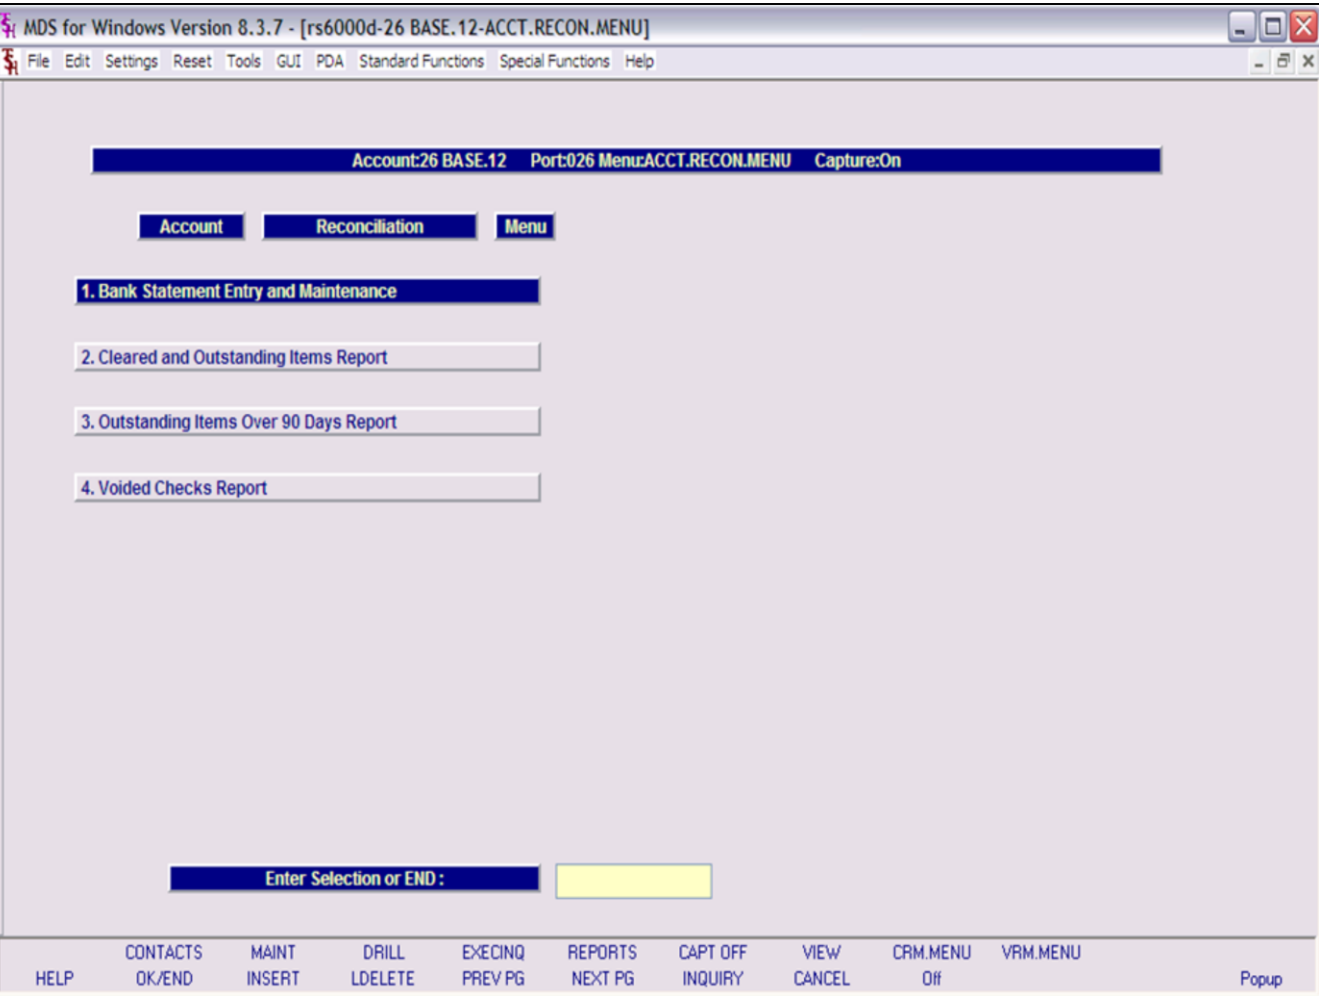 MDS for Windows Version 8.3.7 - [rs6000d-26 BASE.12-ACCT.RECON.MENU]
File Edit Settings Reset Tools GUI PDA Standard Functions Special Functions Help
Account:26 BASE.12 Port:026 Menu:ACCT.RECON.MENU Capture:On
Account Reconciliation Menu
1. Bank Statement Entry and Maintenance
2. Cleared and Outstanding Items Report
3. Outstanding Items Over 90 Days Report
4. Voided Checks Report
Enter Selection or END :
CONTACTS MAINT DRILL EXECINQ REPORTS CAPT OFF VIEW CRM.MENU VRM.MENU
HELP OK/END INSERT LDELETE PREV PG NEXT PG INQUIRY CANCEL Off Popup